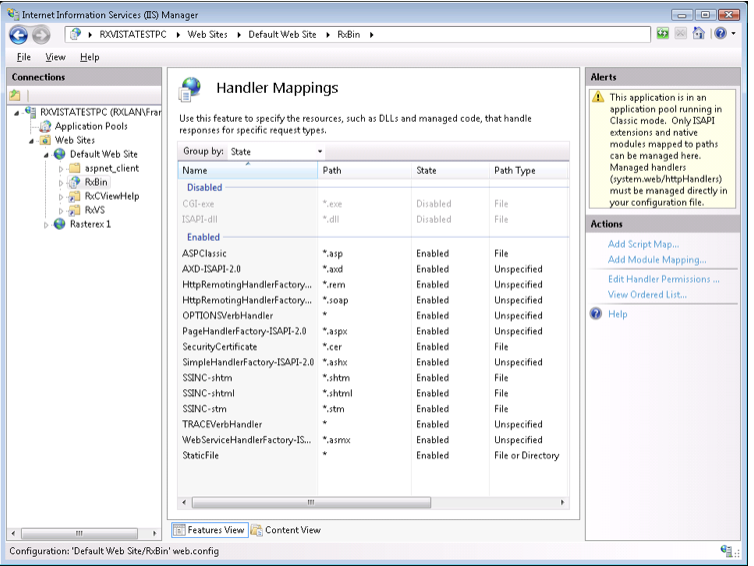 Internet Information Services (IIS) Manager
RXVISTATESTPC Web Sites Default Web Site RxBin
File View Help
Connections
RXVISTATESTPC (RXLAN\Fra
Application Pools
Web Sites
Default Web Site
aspnet_client
RxBin
RxCViewHelp
RxVS
Rasterex 1
Handler Mappings
Use this feature to specify the resources, such as DLLs and managed code, that handle
responses for specific request types.
Group by: State
Name Path State Path Type
Disabled
CGI-exe *.exe Disabled File
ISAPI-dll *.dll Disabled File
Enabled
ASPClassic *.asp Enabled File
AXD-ISAPI-2.0 *.axd Enabled Unspecified
HttpRemotingHandlerFactory... *.rem Enabled Unspecified
HttpRemotingHandlerFactory... *.soap Enabled Unspecified
OPTIONSVerbHandler * Enabled Unspecified
PageHandlerFactory-ISAPI-2.0 *.aspx Enabled Unspecified
SecurityCertificate *.cer Enabled File
SimpleHandlerFactory-ISAPI-2.0 *.ashx Enabled Unspecified
SSINC-shtm *.shtm Enabled File
SSINC-shtml *.shtml Enabled File
SSINC-stm *.stm Enabled File
TRACEVerbHandler * Enabled Unspecified
WebServiceHandlerFactory-IS... *.asmx Enabled Unspecified
StaticFile * Enabled File or Directory
Features View Content View
Alerts
This application is in an
application pool running in
Classic mode. Only ISAPI
extensions and native
modules mapped to paths
can be managed here.
Managed handlers
(system.web/httpHandlers)
must be managed directly in
your configuration file.
Actions
Add Script Map...
Add Module Mapping...
Edit Handler Permissions ...
View Ordered List...
Help
Configuration: 'Default Web Site/RxBin' web.config